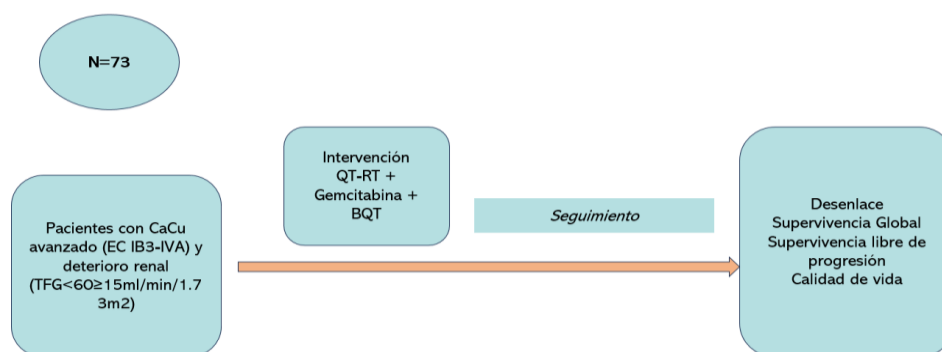 N=73
Intervención
QT-RT +
Gemcitabina +
BQT
Pacientes con CaCu
avanzado (EC IB3-IVA) y
deterioro renal
(TFG<60≥15ml/min/1.7
3m2)
Seguimiento
Desenlace
Supervivencia Global
Supervivencia libre de
progresión
Calidad de vida